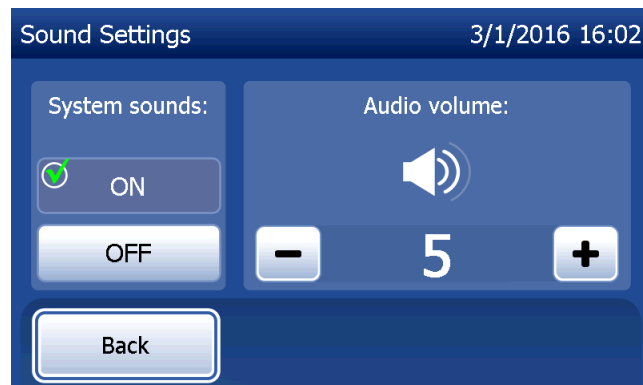 Sound Settings 3/1/2016 16:02
System sounds:
ON
OFF
Audio volume:
− 5 +
Back